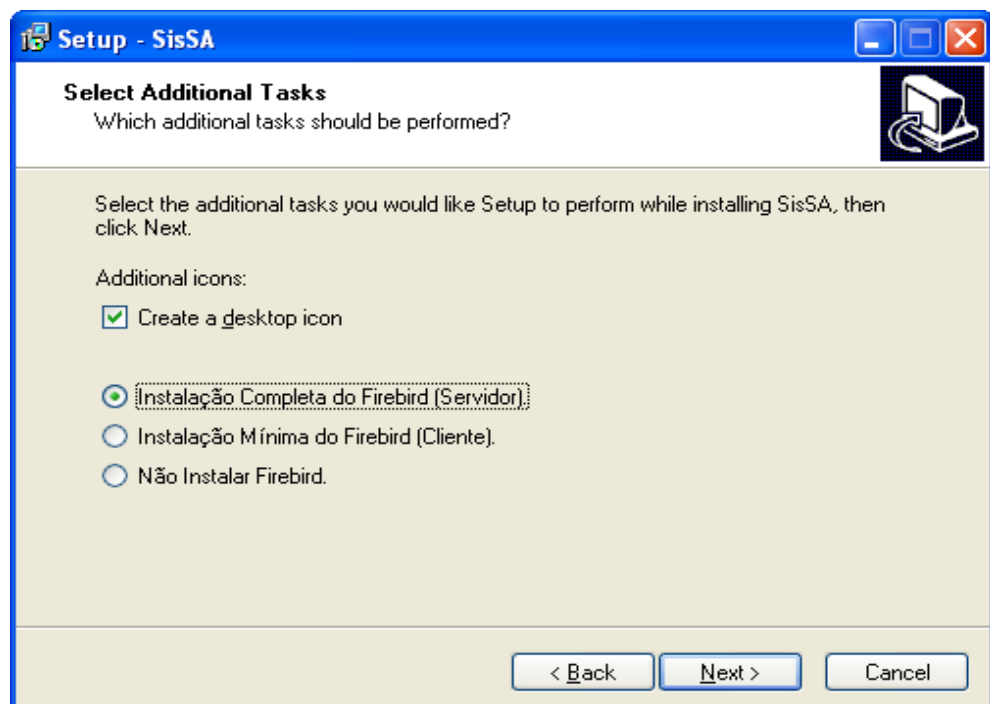 Setup - SisSA
Select Additional Tasks
Which additional tasks should be performed?
Select the additional tasks you would like Setup to perform while installing SisSA, then
click Next.
Additional icons:
Create a desktop icon
Instalação Completa do Firebird (Servidor).
Instalação Mínima do Firebird (Cliente).
Não Instalar Firebird.
< Back Next > Cancel